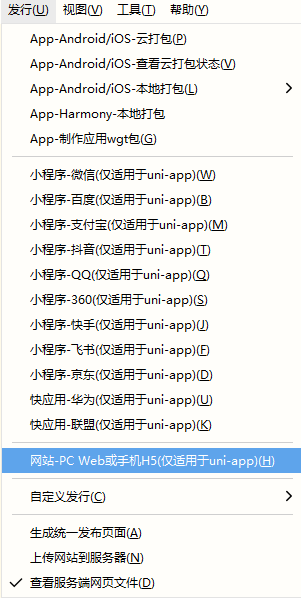 发行(U) 视图(V) 工具(T) 帮助(Y)
App-Android/iOS-云打包(P)
App-Android/iOS-查看云打包状态(V)
App-Android/iOS-本地打包(L)
App-Harmony-本地打包
App-制作应用wgt包(G)
小程序-微信(仅适用于uni-app)(W)
小程序-百度(仅适用于uni-app)(B)
小程序-支付宝(仅适用于uni-app)(M)
小程序-抖音(仅适用于uni-app)(T)
小程序-QQ(仅适用于uni-app)(Q)
小程序-360(仅适用于uni-app)(S)
小程序-快手(仅适用于uni-app)(J)
小程序-飞书(仅适用于uni-app)(F)
小程序-京东(仅适用于uni-app)(D)
快应用-华为(仅适用于uni-app)(U)
快应用-联盟(仅适用于uni-app)(K)
网站-PC Web或手机H5(仅适用于uni-app)(H)
自定义发行(C)
生成统一发布页面(A)
上传网站到服务器(N)
查看服务端网页文件(D)